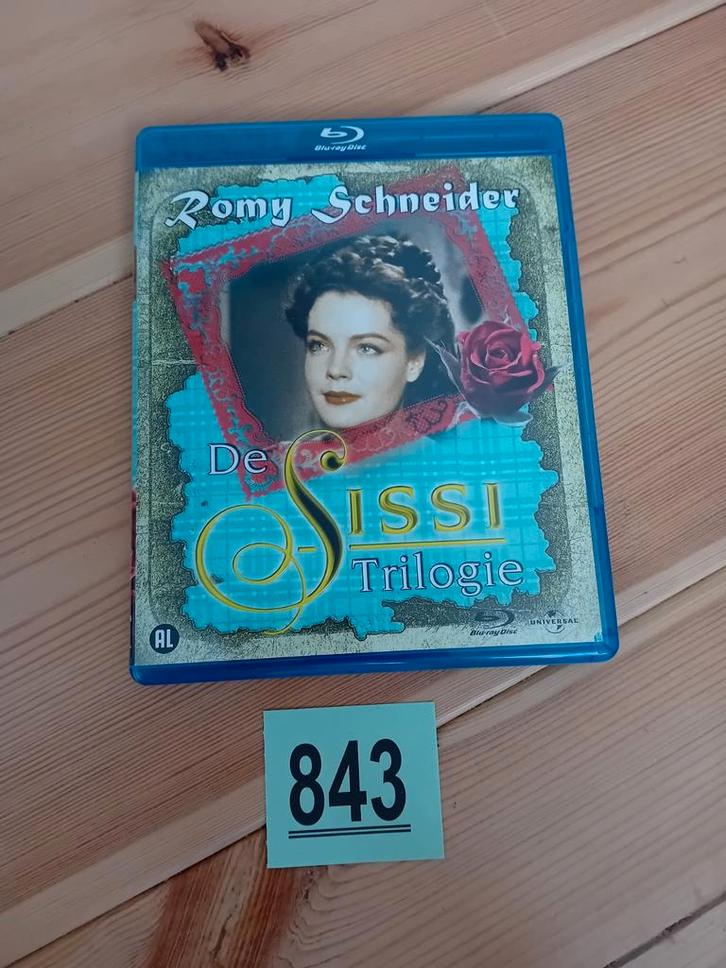 Blu-ray Disc
Romy Schneider
De
SISSI
Trilogie
AL
Blu-ray Disc
UNIVERSAL
843